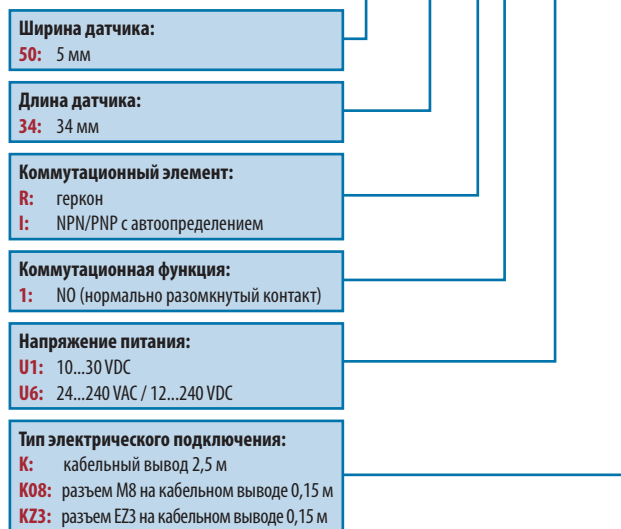 Ширина датчика:
50: 5 мм
Длина датчика:
34: 34 мм
Коммутационный элемент:
R: геркон
I: NPN/PNP с автоопределением
Коммутационная функция:
1: NO (нормально разомкнутый контакт)
Напряжение питания:
U1: 10...30 VDC
U6: 24...240 VAC / 12...240 VDC
Тип электрического подключения:
K: кабельный вывод 2,5 м
K08: разъем M8 на кабельном выводе 0,15 м
KZ3: разъем EZ3 на кабельном выводе 0,15 м